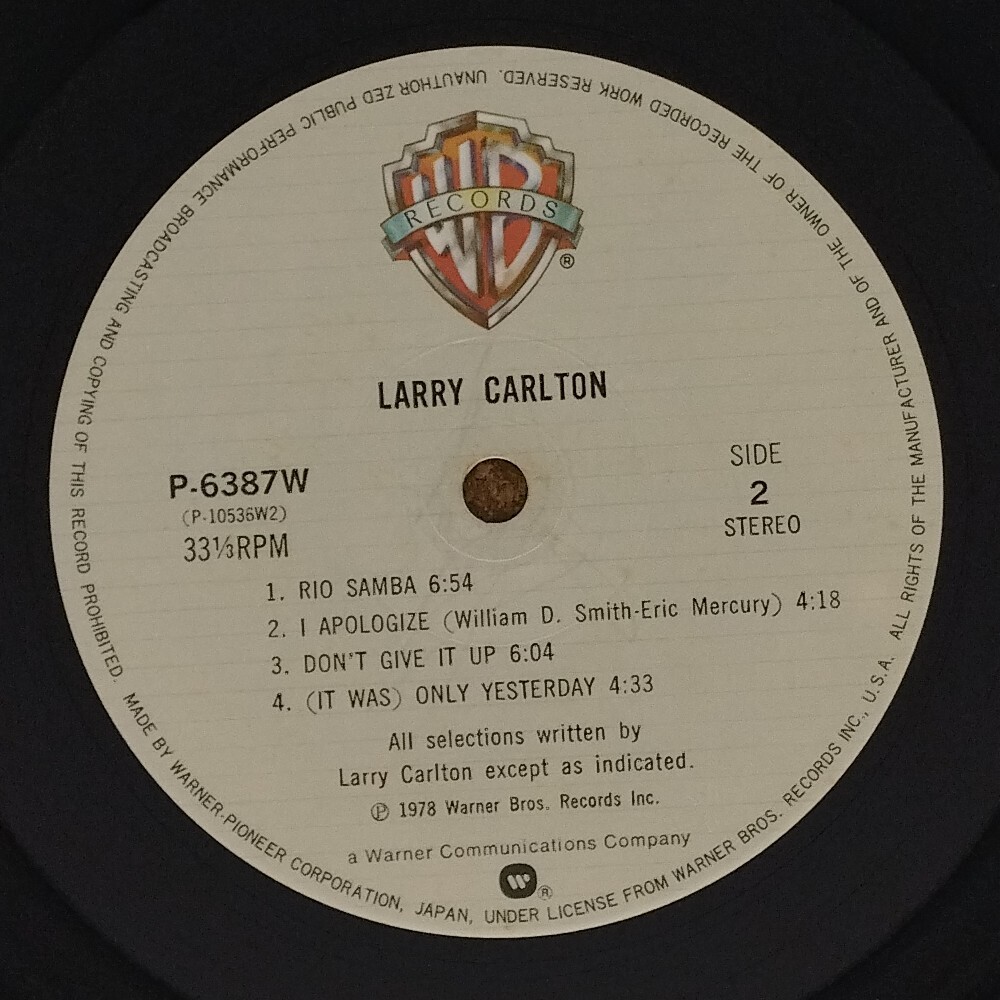 WB
RECORDS
®
LARRY CARLTON
P-6387W
(P-10536W2)
33⅓RPM
SIDE
2
STEREO
1. RIO SAMBA 6:54
2. I APOLOGIZE (William D. Smith-Eric Mercury) 4:18
3. DON'T GIVE IT UP 6:04
4. (IT WAS) ONLY YESTERDAY 4:33
All selections written by
Larry Carlton except as indicated.
℗ 1978 Warner Bros. Records Inc.
a Warner Communications Company
®
MADE BY WARNER-PIONEER CORPORATION, JAPAN, UNDER LICENSE FROM WARNER BROS. RECORDS INC., U.S.A. ALL RIGHTS OF THE MANUFACTURER AND OF THE OWNER OF THE RECORDED WORK RESERVED. UNAUTHOR ZED PUBLIC PERFORMANCE BROADCASTING AND COPYING OF THIS RECORD PROHIBITED.